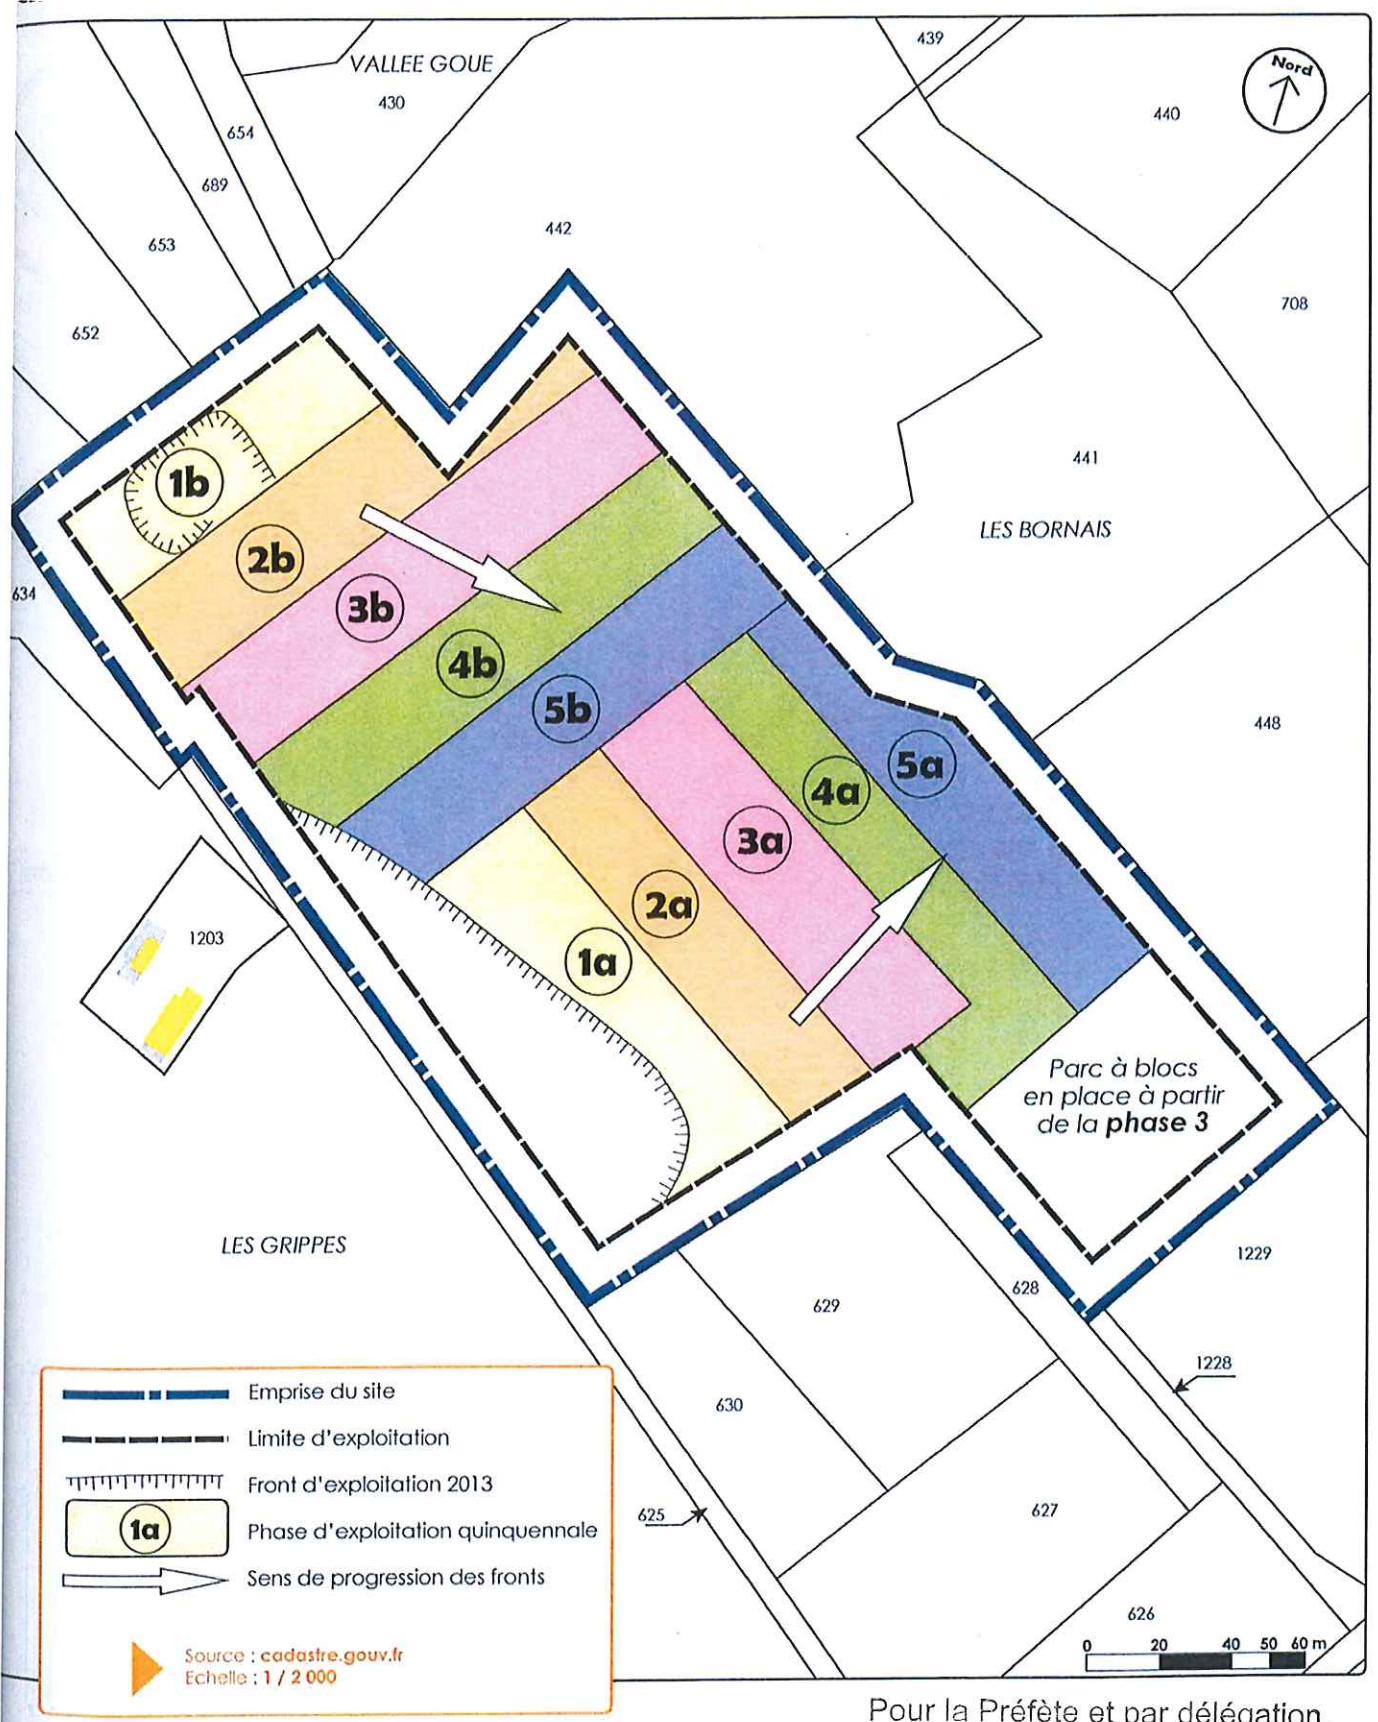 VALLEE GOUE
430
439
Nord
440
654
689
653
442
652
708
441
LES BORNAIS
634
448
1b
2b
3b
4b
5b
5a
4a
3a
2a
1a
1203
Parc à blocs
en place à partir
de la phase 3
LES GRIPPES
1229
628
629
1228
630
625
627
626
Emprise du site
Limite d'exploitation
Front d'exploitation 2013
1a
Phase d'exploitation quinquennale
Sens de progression des fronts
Source : cadastre.gouv.fr
Echelle : 1 / 2 000
0 20 40 50 60 m
Pour la Préfète et par délégation